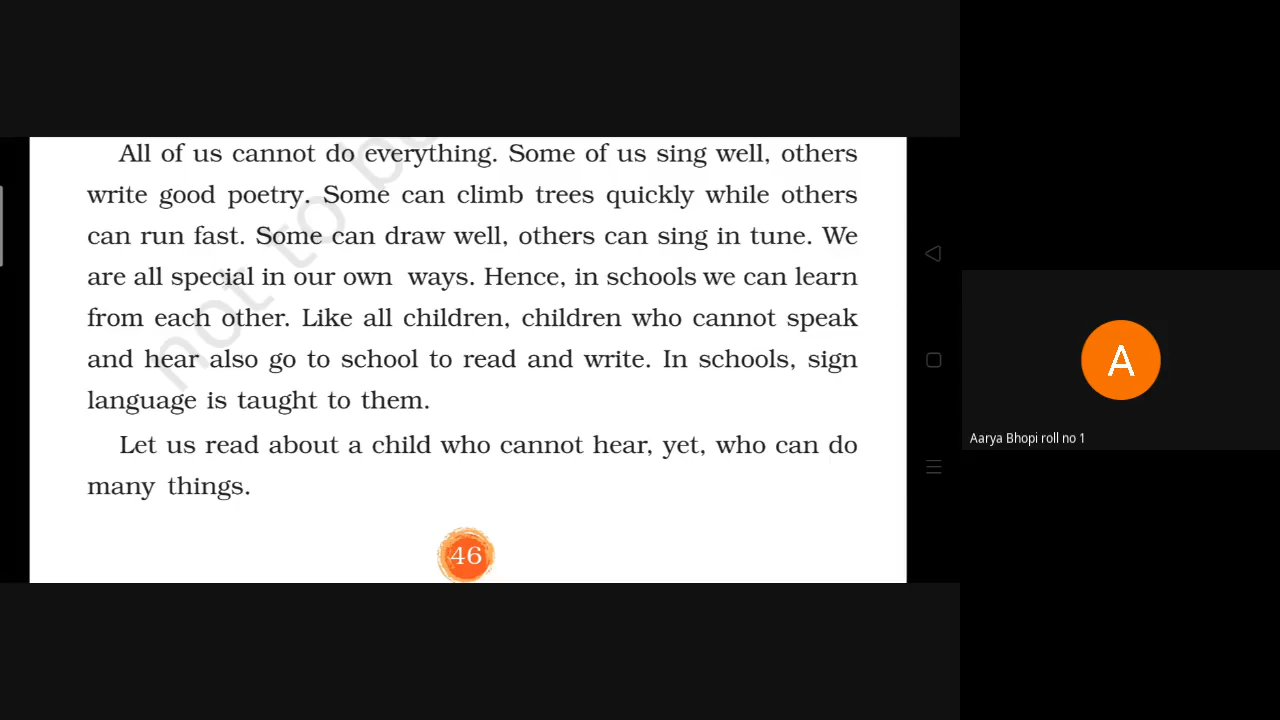 All of us cannot do everything. Some of us sing well, others
write good poetry. Some can climb trees quickly while others
can run fast. Some can draw well, others can sing in tune. We
are all special in our own ways. Hence, in schools we can learn
from each other. Like all children, children who cannot speak
and hear also go to school to read and write. In schools, sign
language is taught to them.
Let us read about a child who cannot hear, yet, who can do
many things.
46
not to b
A
Aarya Bhopi roll no 1